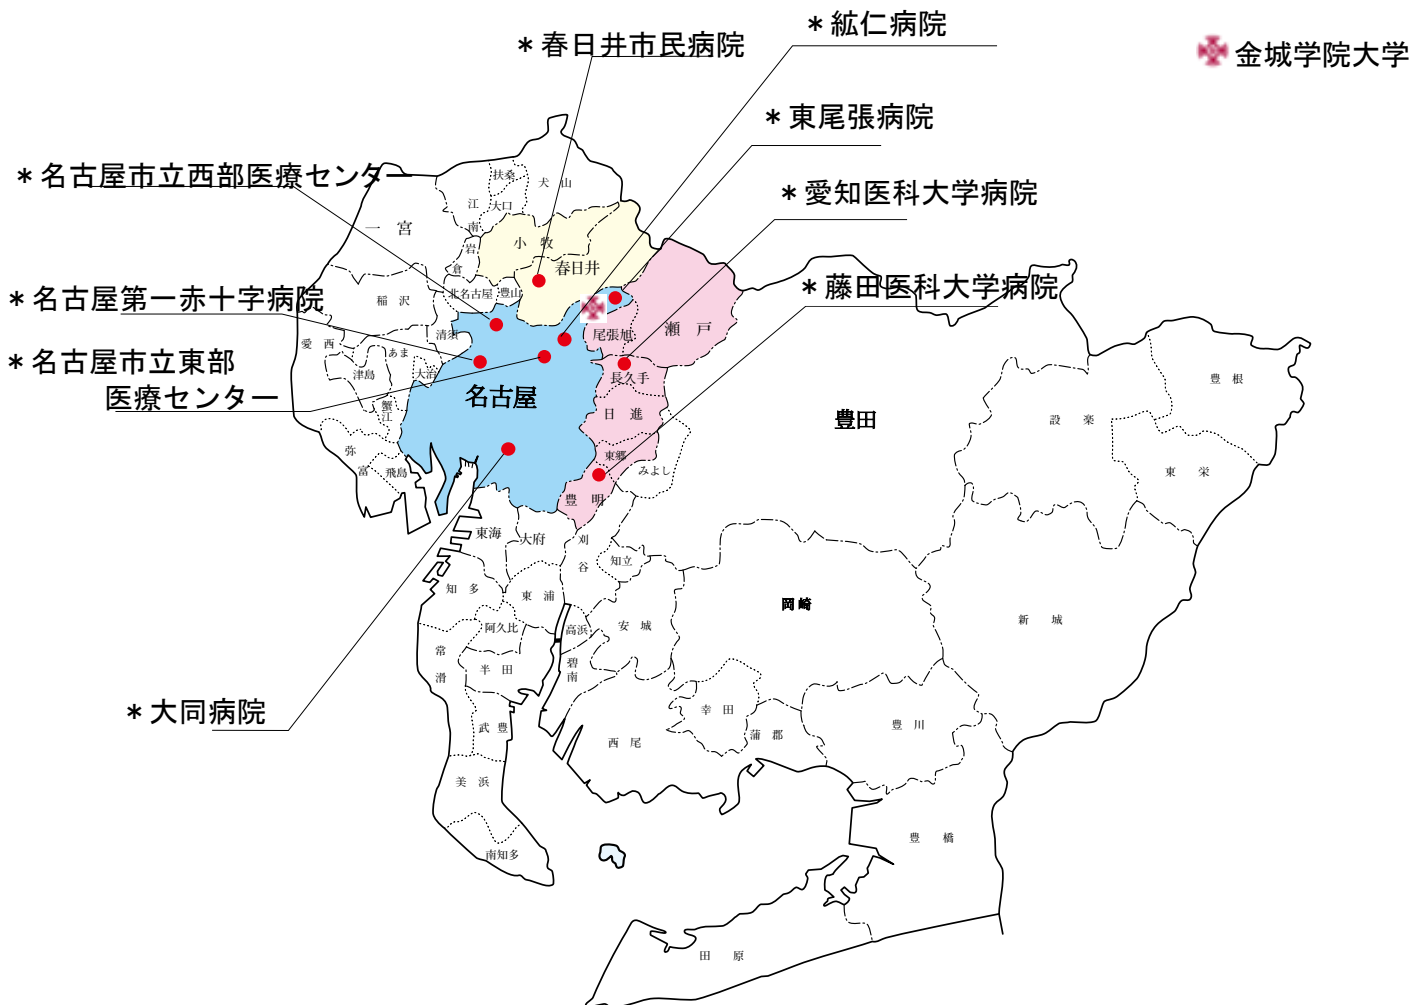 ＊紘仁病院
＊春日井市民病院
金城学院大学
＊東尾張病院
＊名古屋市立西部医療センター
＊愛知医科大学病院
＊名古屋第一赤十字病院
＊藤田医科大学病院
＊名古屋市立東部
医療センター
＊大同病院
扶桑
犬山
江南
大口
一宮
小牧
岩倉
春日井
北名古屋
豊山
稲沢
清須
尾張旭
瀬戸
愛西
あま
津島
大治
長久手
豊根
名古屋
蟹江
日進
豊田
設楽
弥富
飛島
東郷
みよし
東栄
豊明
東海
大府
刈谷
知立
知多
東浦
岡崎
新城
阿久比
高浜
安城
常滑
半田
碧南
幸田
武豊
西尾
蒲郡
豊川
美浜
豊橋
南知多
田原